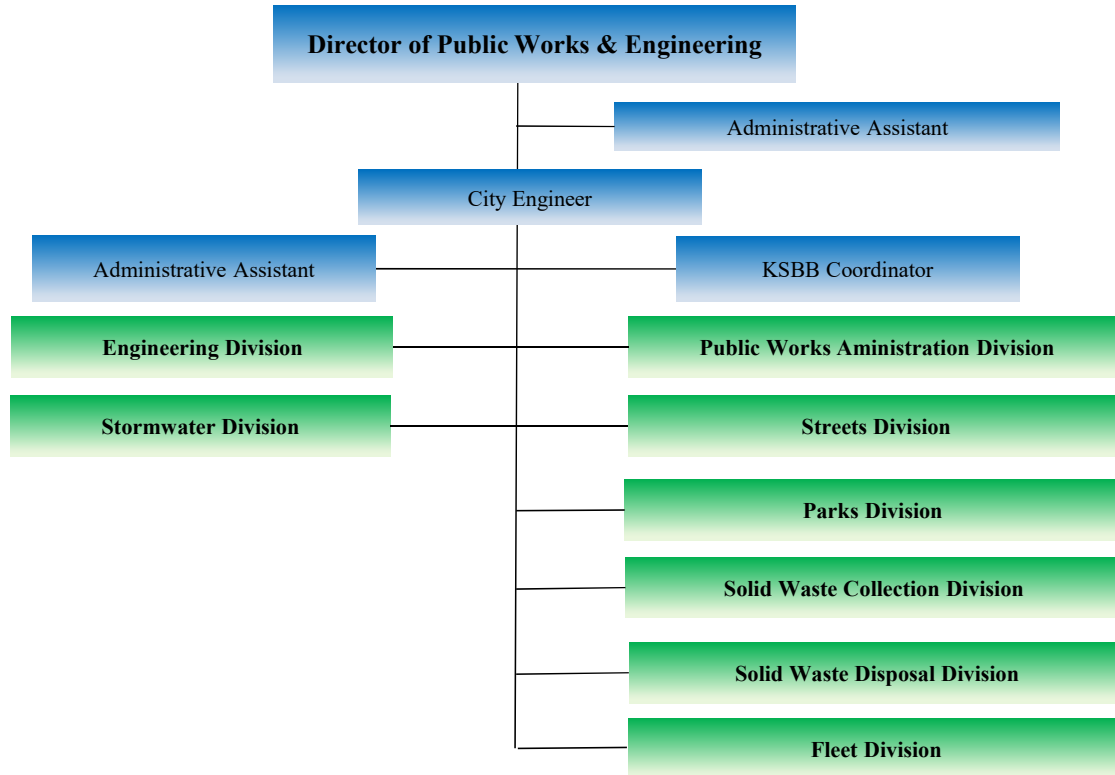 Director of Public Works & Engineering
Administrative Assistant
City Engineer
Administrative Assistant
KSBB Coordinator
Engineering Division
Public Works Aministration Division
Stormwater Division
Streets Division
Parks Division
Solid Waste Collection Division
Solid Waste Disposal Division
Fleet Division